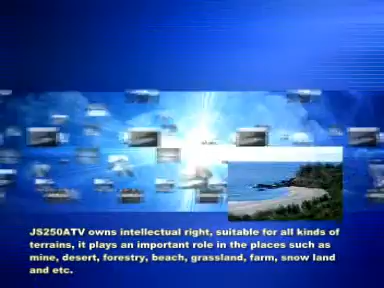 JS250ATV owns intellectual right, suitable for all kinds of
terrains, it plays an important role in the places such as
mine, desert, forestry, beach, grassland, farm, snow land
and etc.